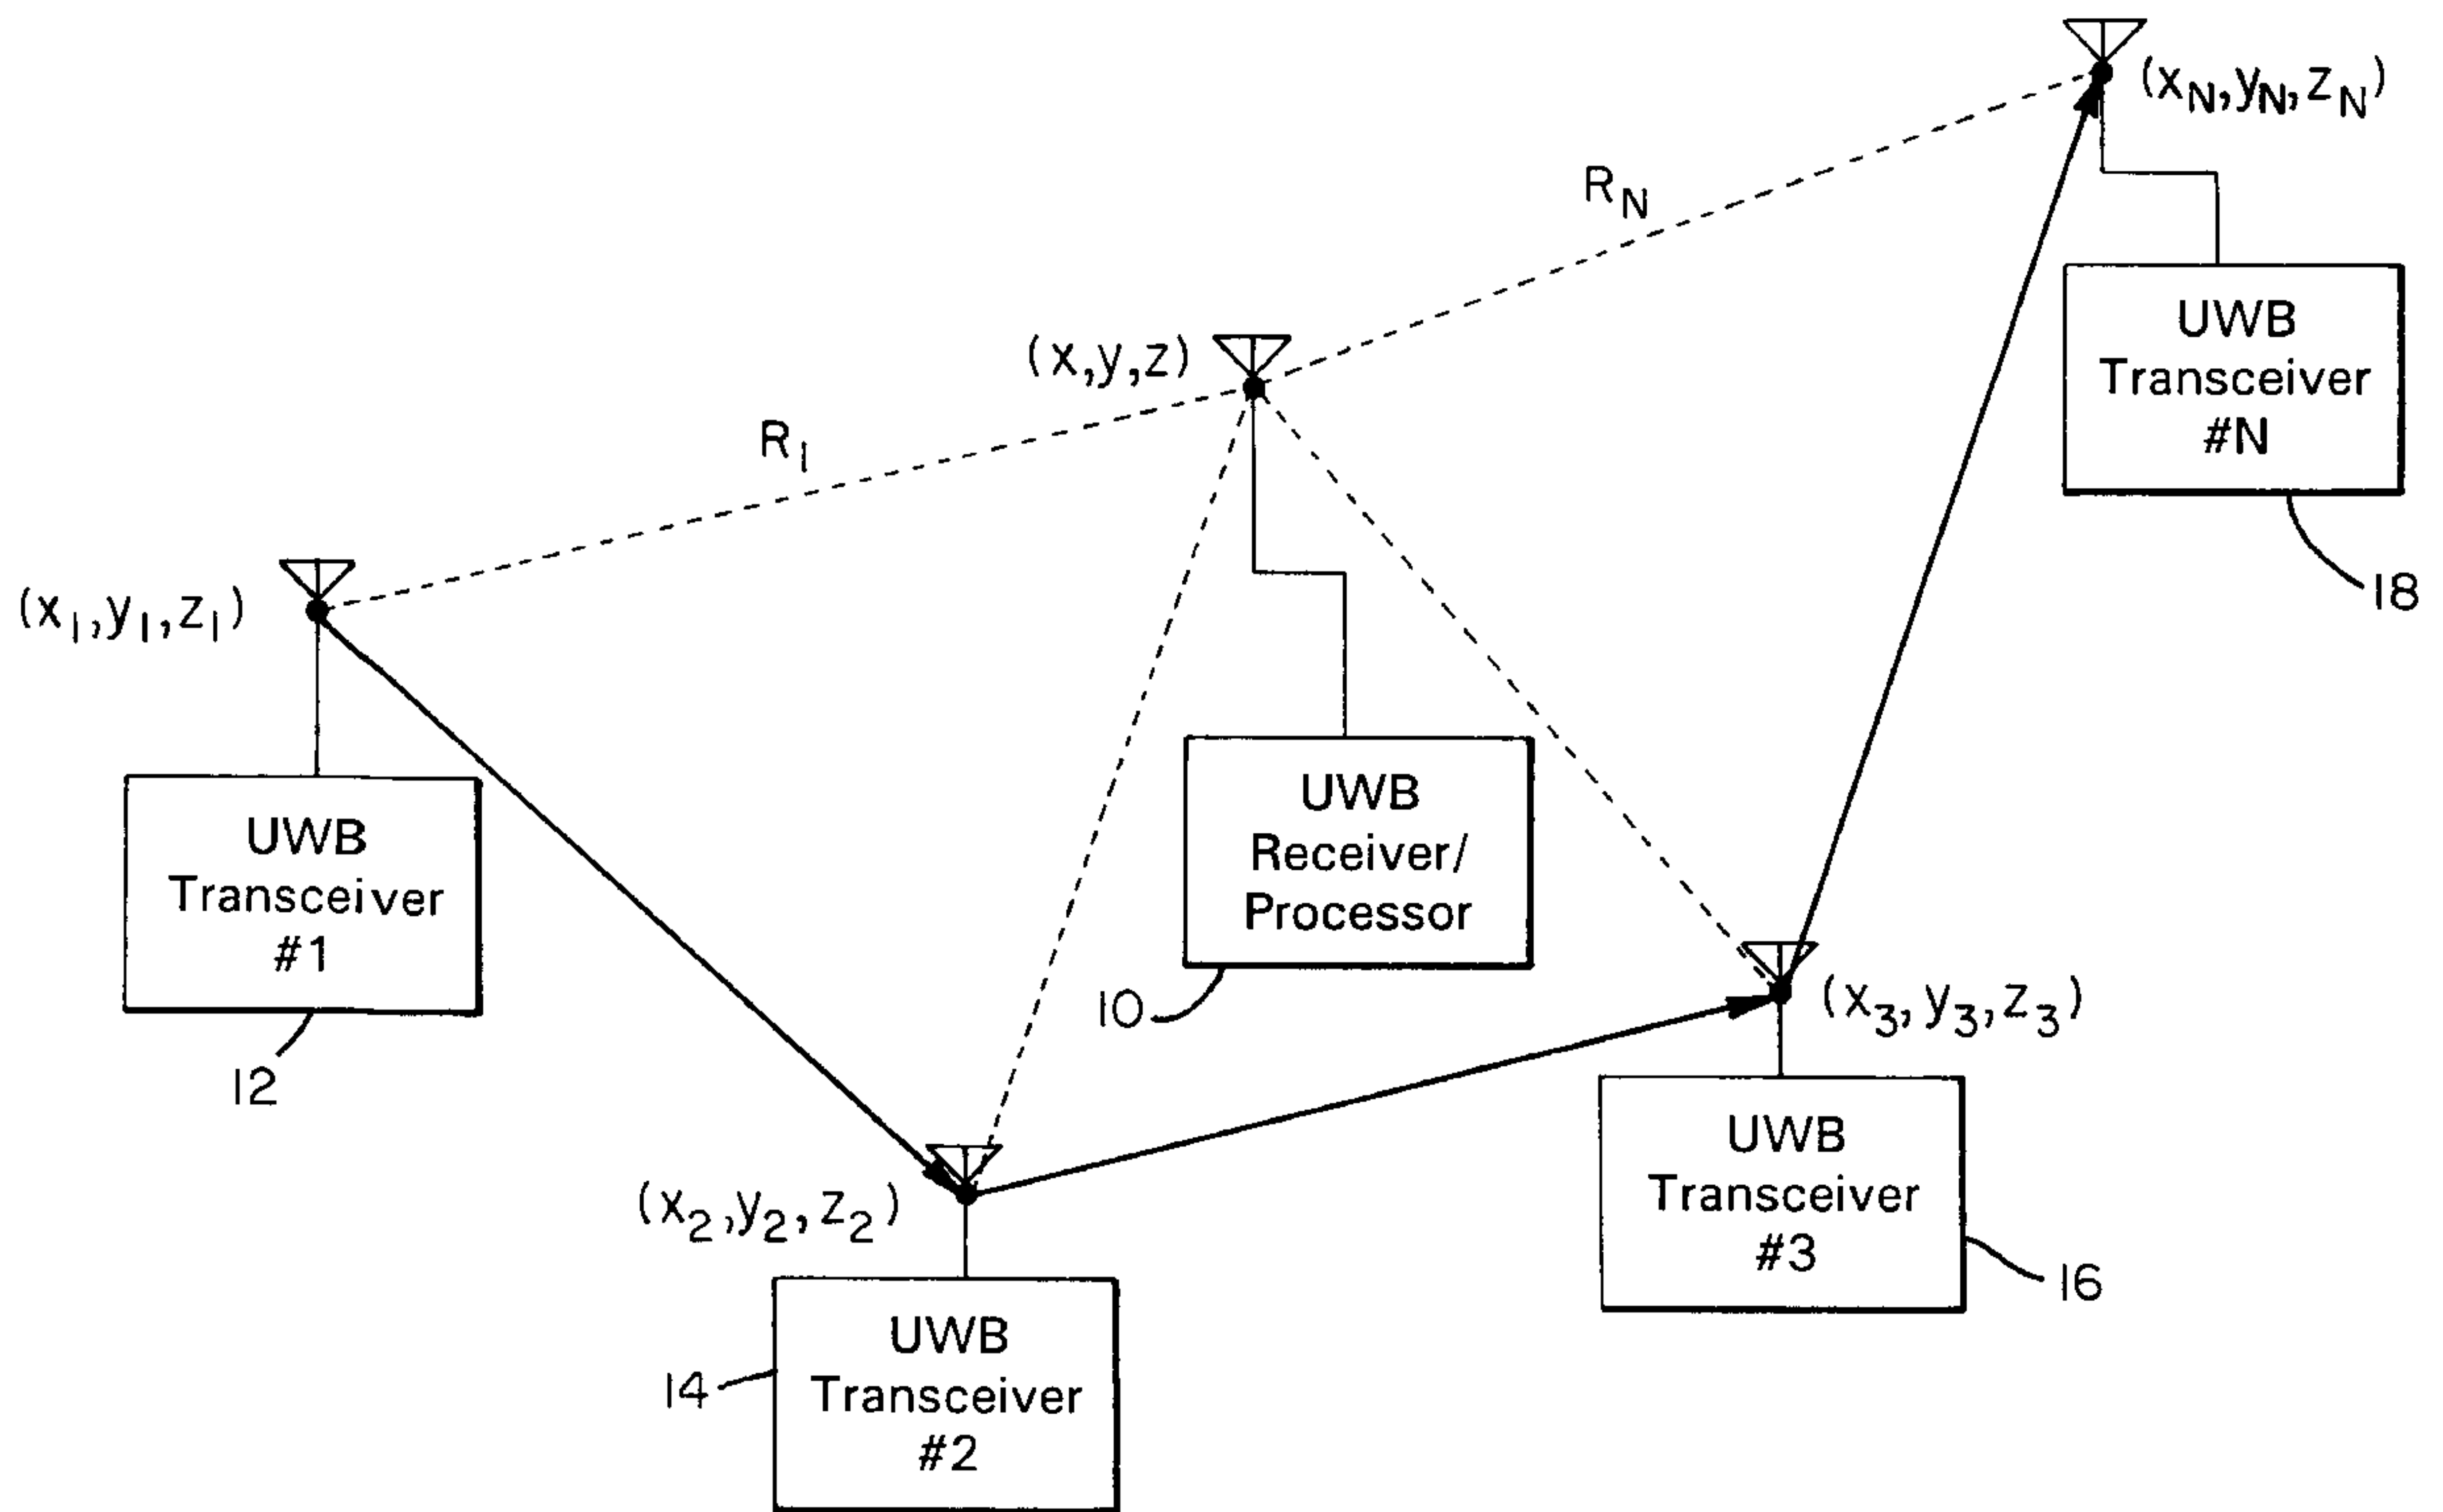 (x_N, y_N, z_N)
R_N
UWB
Transceiver
#N
18
(x,y,z)
R_1
(x_1, y_1, z_1)
UWB
Transceiver
#1
12
UWB
Receiver/
Processor
10
(x_3, y_3, z_3)
UWB
Transceiver
#3
16
(x_2, y_2, z_2)
UWB
Transceiver
#2
14